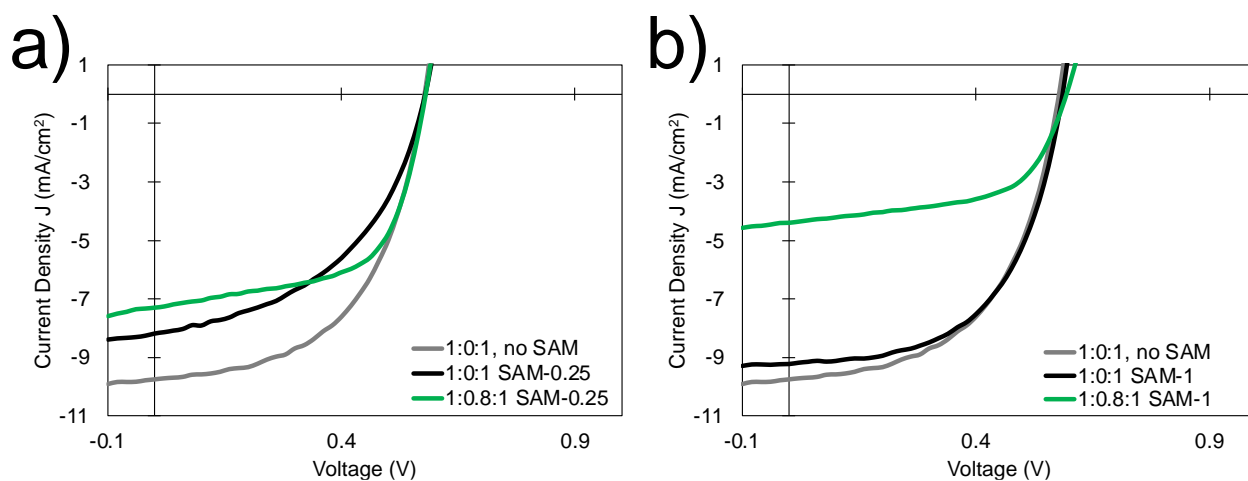 a)
1
-1
-3
-5
-7
-9
-11
-0.1
0.4
0.9
Current Density J (mA/cm²)
Voltage (V)
1:0:1, no SAM
1:0:1 SAM-0.25
1:0.8:1 SAM-0.25
b)
1
-1
-3
-5
-7
-9
-11
-0.1
0.4
0.9
Current Density J (mA/cm²)
Voltage (V)
1:0:1, no SAM
1:0:1 SAM-1
1:0.8:1 SAM-1